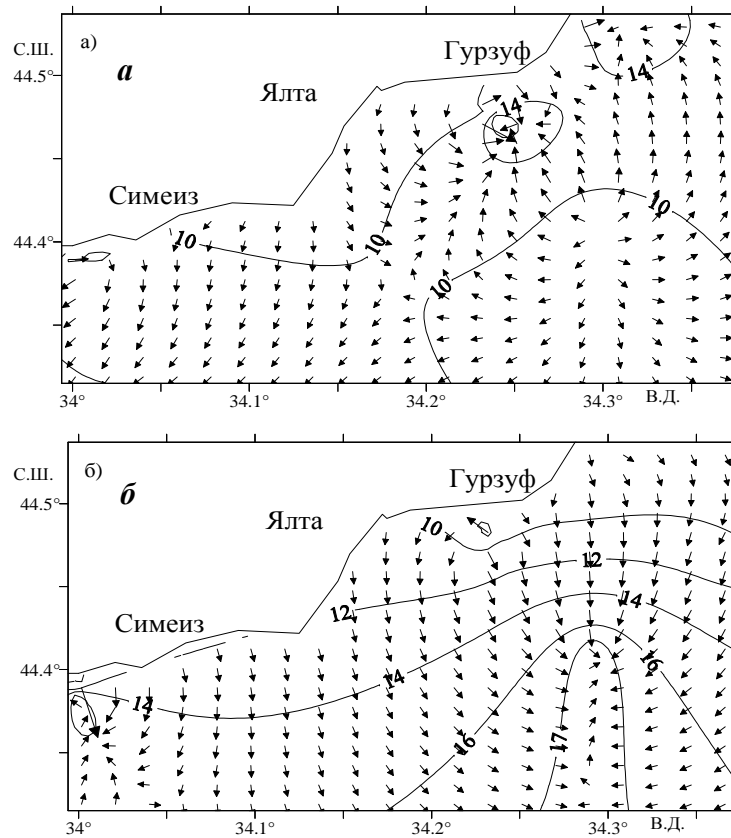 а)
С.Ш.
а
Гурзуф
44.5°
14
14
Ялта
Симеиз
10
10
44.4°
10
10
34°
34.1°
34.2°
34.3°
В.Д.
б)
С.Ш.
б
Гурзуф
44.5°
Ялта
10
12
12
14
Симеиз
44.4°
14
14
16
16
17
34°
34.1°
34.2°
34.3°
В.Д.